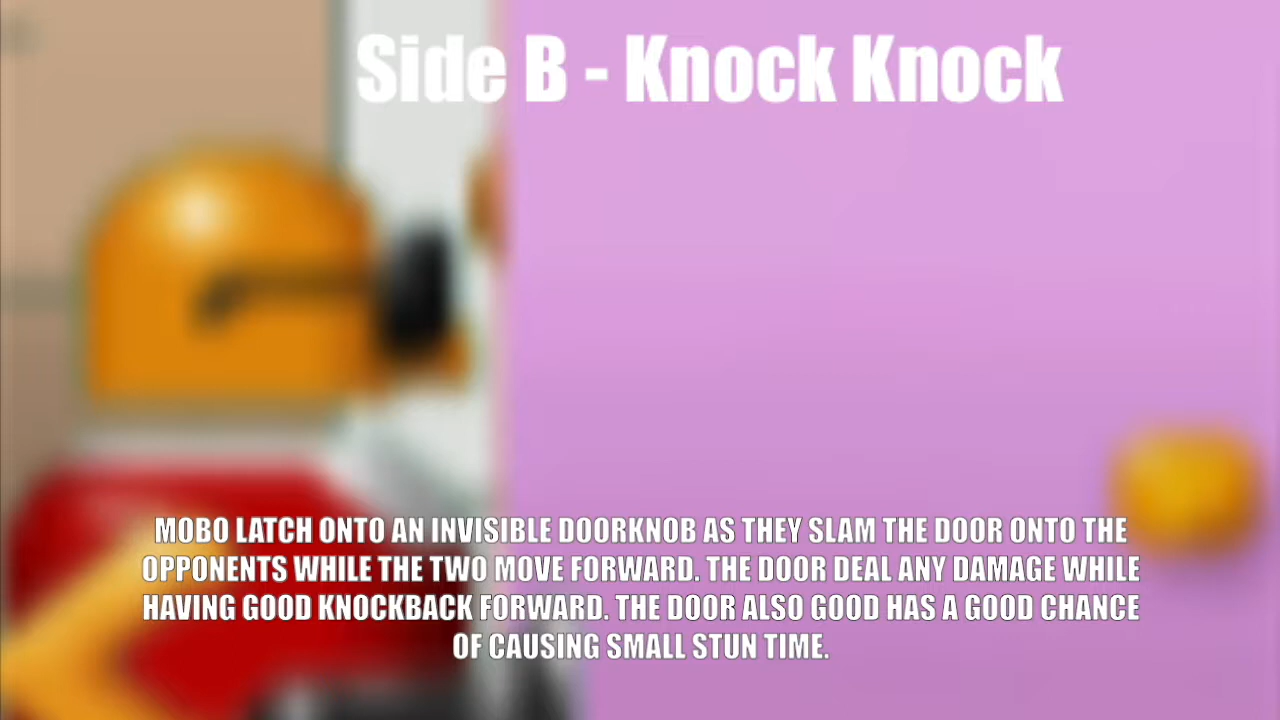 Side B - Knock Knock
MOBO LATCH ONTO AN INVISIBLE DOORKNOB AS THEY SLAM THE DOOR ONTO THE
OPPONENTS WHILE THE TWO MOVE FORWARD. THE DOOR DEAL ANY DAMAGE WHILE
HAVING GOOD KNOCKBACK FORWARD. THE DOOR ALSO GOOD HAS A GOOD CHANCE
OF CAUSING SMALL STUN TIME.